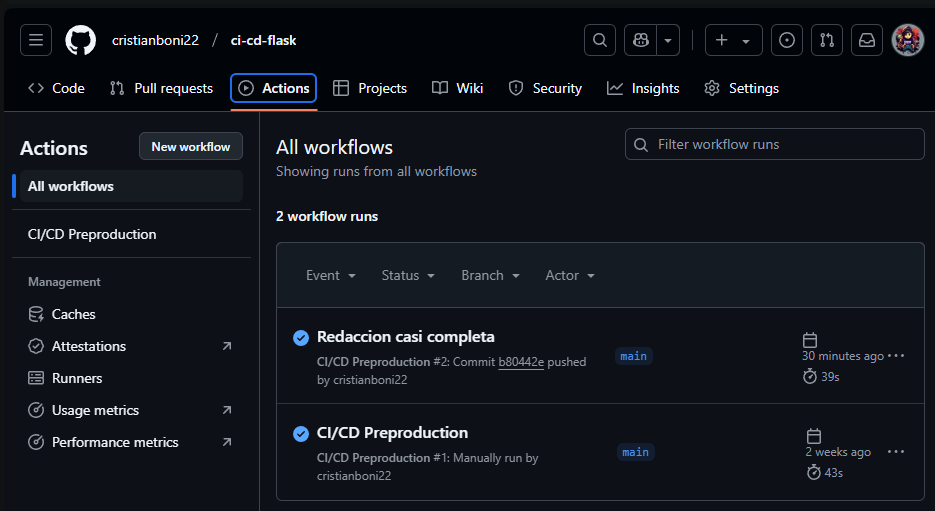 cristianboni22 / ci-cd-flask
Code Pull requests Actions Projects Wiki Security Insights Settings
Actions
New workflow
All workflows
CI/CD Preproduction
Management
Caches
Attestations
Runners
Usage metrics
Performance metrics
All workflows
Showing runs from all workflows
Filter workflow runs
2 workflow runs
Event Status Branch Actor
Redaccion casi completa
CI/CD Preproduction #2: Commit b80442e pushed
by cristianboni22
main
30 minutes ago
39s
CI/CD Preproduction
CI/CD Preproduction #1: Manually run by
cristianboni22
main
2 weeks ago
43s